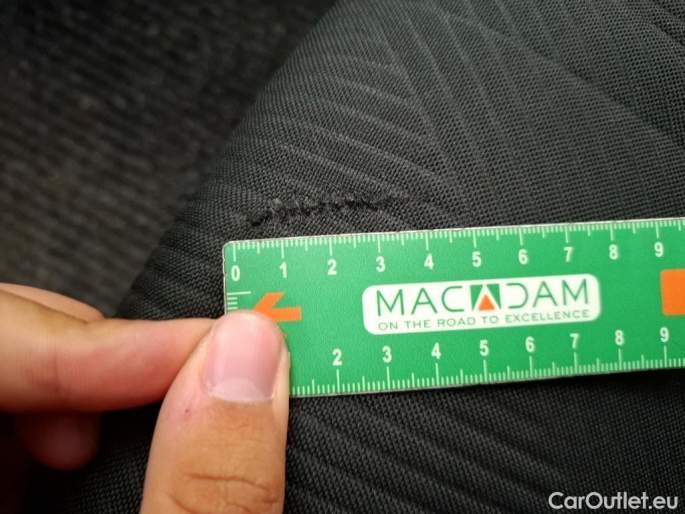 0 1 2 3 4 5 6 7 8 9
MACADAM
ON THE ROAD TO EXCELLENCE
2 3 4 5 6 7 8 9
CarOutlet.eu